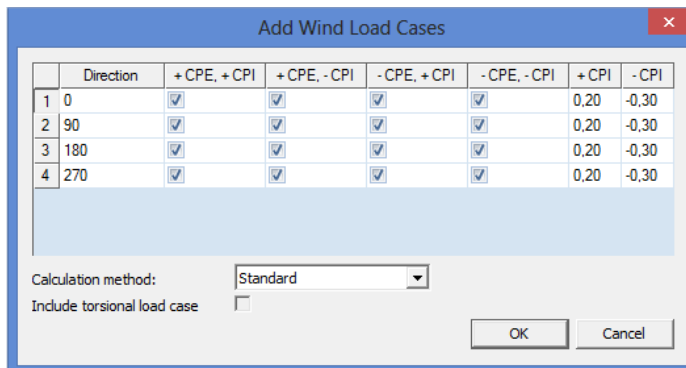 Add Wind Load Cases
Direction + CPE, + CPI + CPE, - CPI - CPE, + CPI - CPE, - CPI + CPI - CPI
1 0 0,20 -0,30
2 90 0,20 -0,30
3 180 0,20 -0,30
4 270 0,20 -0,30
Calculation method: Standard
Include torsional load case
OK Cancel